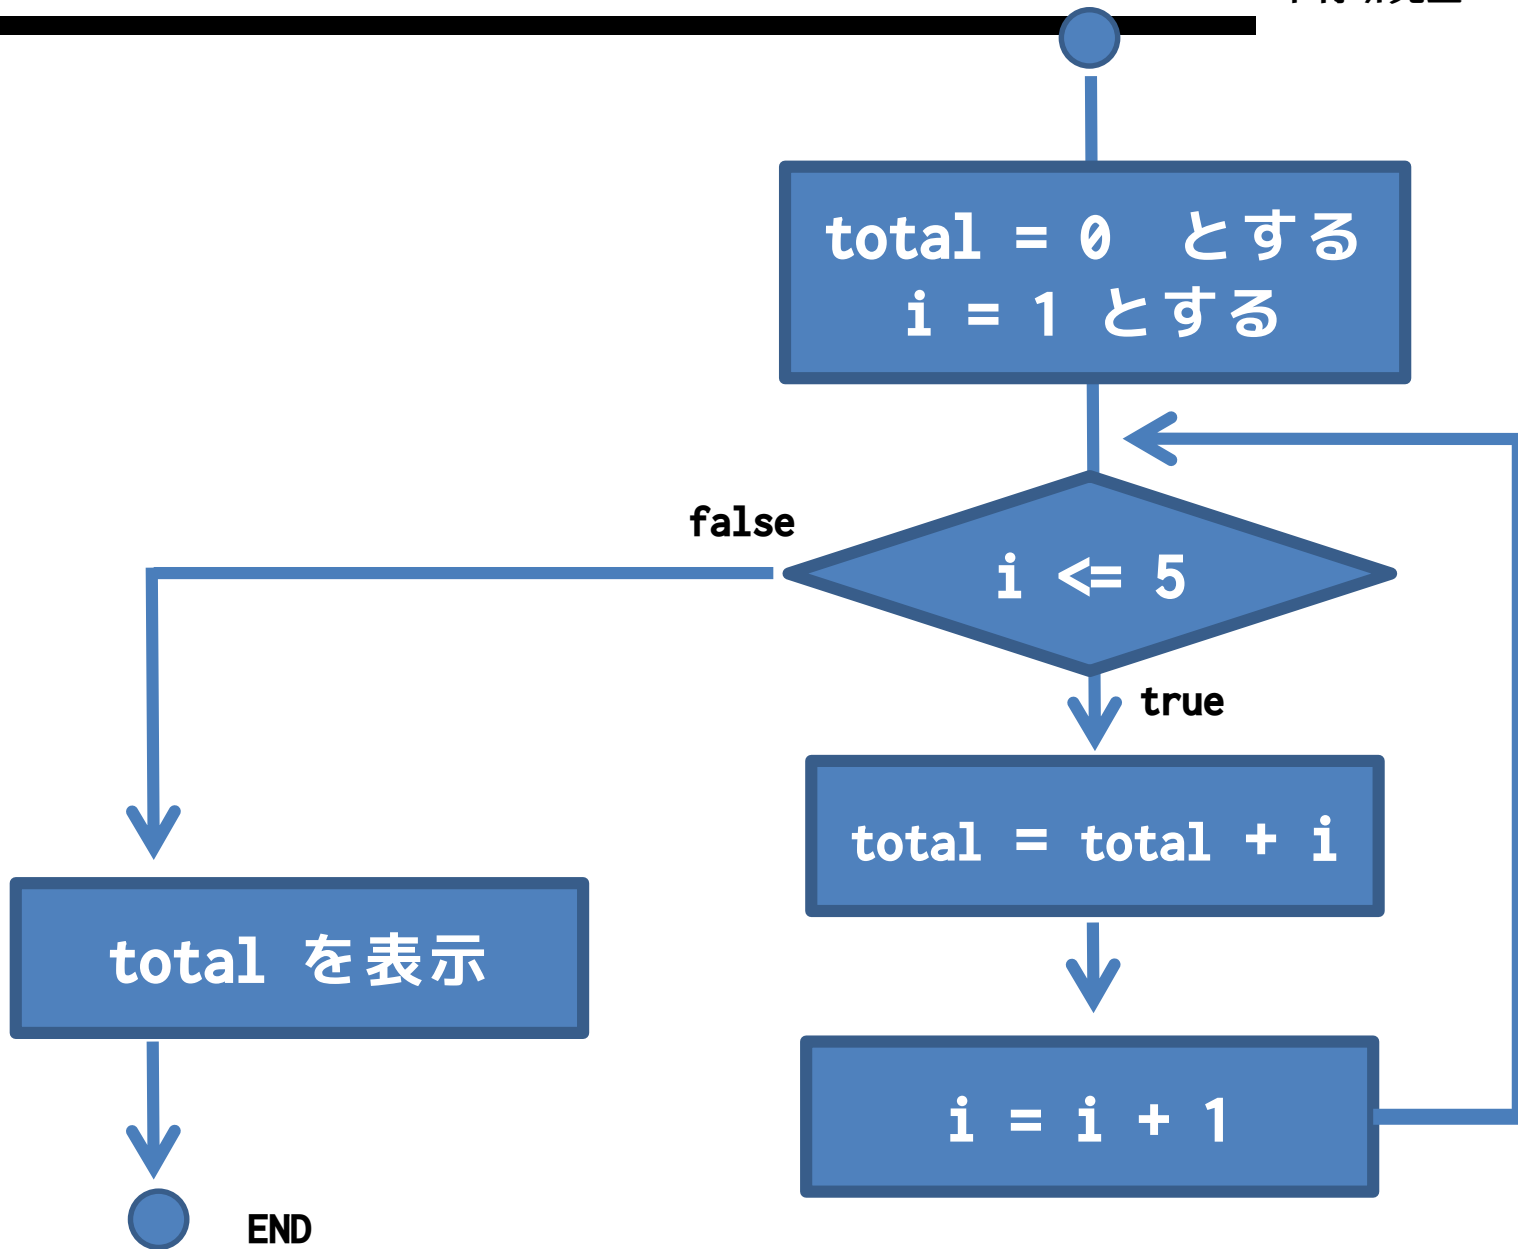 total = 0 とする
i = 1 とする
false
i <= 5
true
total = total + i
total を表示
i = i + 1
END